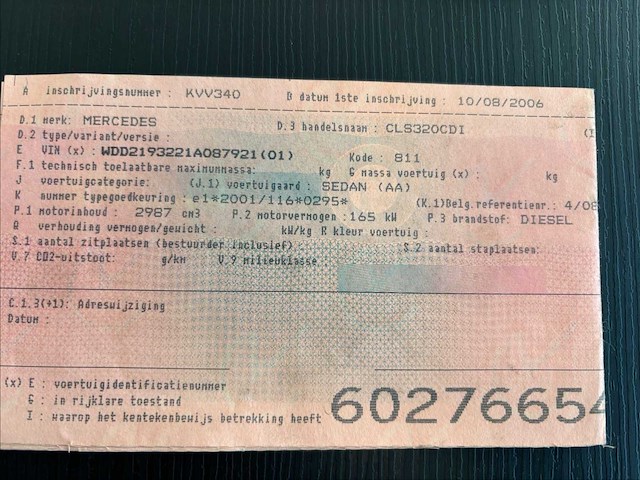 A inschrijvingsnummer : KVV340 B datum 1ste inschrijving : 10/08/2006
D.1 merk: MERCEDES D.3 handelsnaam : CLS320CDI (I
D.2 type/variant/versie :
E VIN (x) : WDD2193221A087921(01) Kode : 811
F.1 technisch toelaatbare maximummassa: kg G massa voertuig (x) : kg
J voertuigcategorie: (J.1) voertuigaard : SEDAN (AA)
K nummer typegoedkeuring : e1*2001/116*0295* (K.1)Belg.referentienr.: 4/08
P.1 motorinhoud : 2987 cm3 P.2 motorvermogen :165 kW P.3 brandstof: DIESEL
Q verhouding vermogen/gewicht : kW/kg R kleur voertuig :
S.1 aantal zitplaatsen (bestuurder inclusief) : S.2 aantal staplaatsen:
V.7 CO2-uitstoot: g/km V.9 milieuklasse
C.1.3(*1): Adreswijziging
Datum :
(x) E : voertuigidentificatienummer
G : in rijklare toestand
I : waarop het kentekenbewijs betrekking heeft
60276654